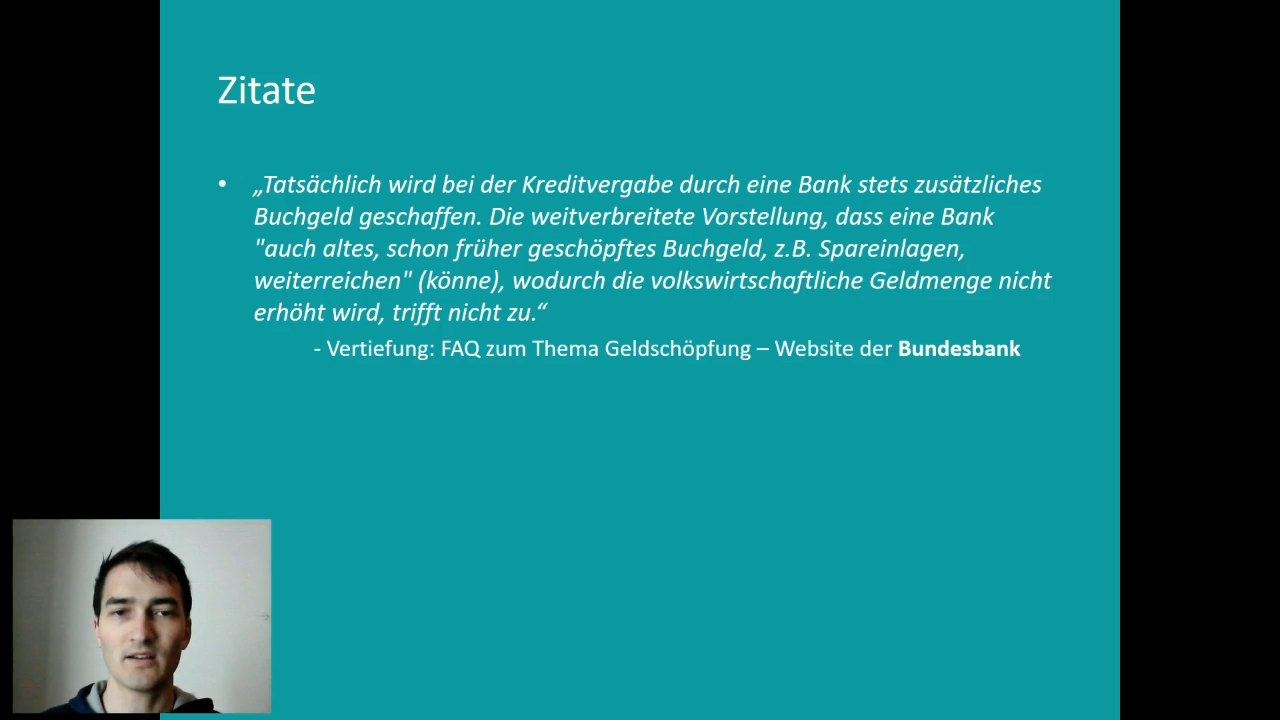 Zitate
• „Tatsächlich wird bei der Kreditvergabe durch eine Bank stets zusätzliches
Buchgeld geschaffen. Die weitverbreitete Vorstellung, dass eine Bank
"auch altes, schon früher geschöpftes Buchgeld, z.B. Spareinlagen,
weiterreichen" (könne), wodurch die volkswirtschaftliche Geldmenge nicht
erhöht wird, trifft nicht zu.“
- Vertiefung: FAQ zum Thema Geldschöpfung – Website der Bundesbank